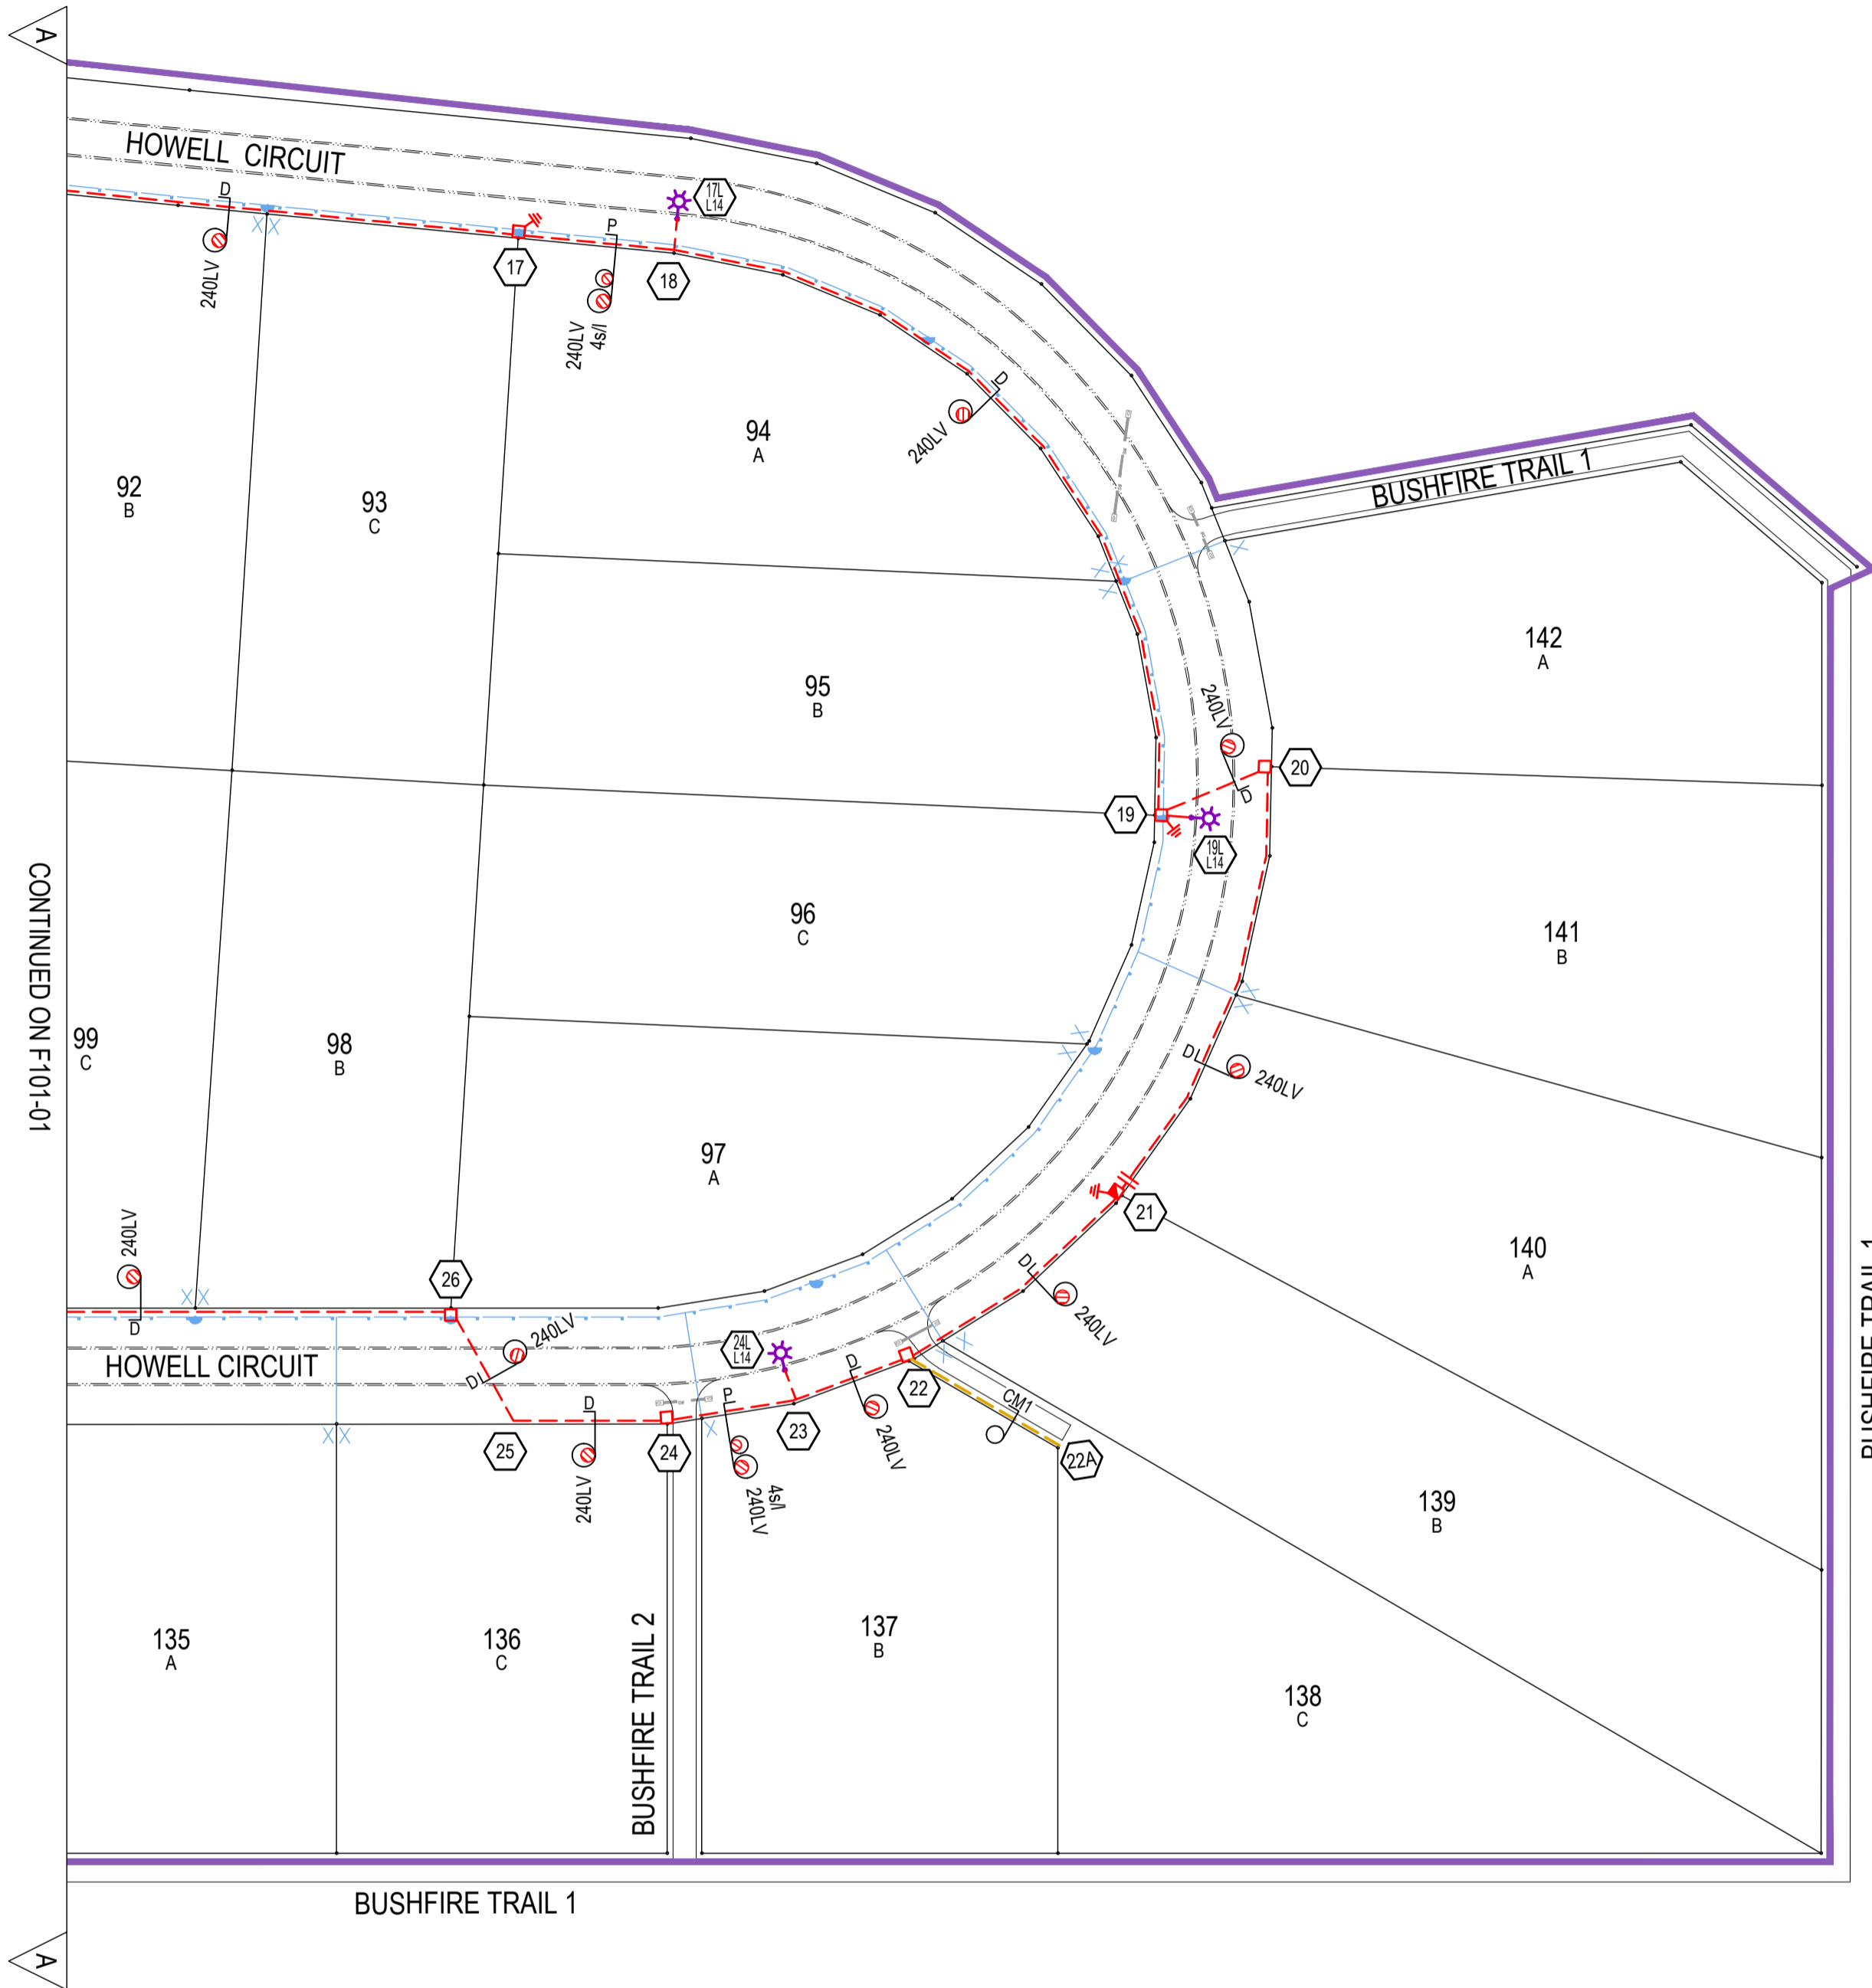 A
HOWELL CIRCUIT
D
240LV
17
P
240LV
4s/l
17L
L14
18
D
240LV
94
A
92
B
93
C
BUSHFIRE TRAIL 1
95
B
142
A
240LV
D
20
19
19L
L14
CONTINUED ON F101-01
96
C
141
B
99
C
98
B
D
240LV
97
A
21
140
A
BUSHFIRE TRAIL 1
240LV
D
26
D
240LV
HOWELL CIRCUIT
240LV
D
24L
L14
D
240LV
22
CM1
22A
D
240LV
25
24
P
4s/l
240LV
23
139
B
135
A
136
C
BUSHFIRE TRAIL 2
137
B
138
C
BUSHFIRE TRAIL 1
A